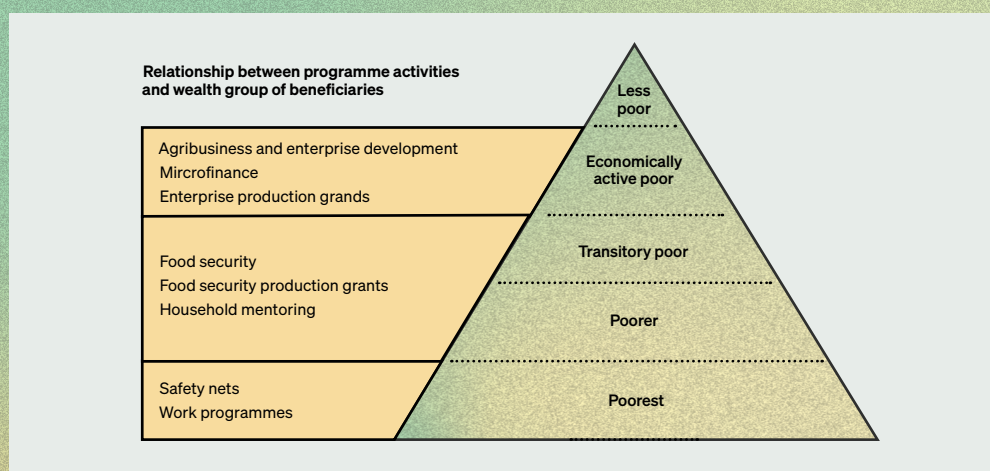 Relationship between programme activities
and wealth group of beneficiaries
Agribusiness and enterprise development
Mircrofinance
Enterprise production grands
Food security
Food security production grants
Household mentoring
Safety nets
Work programmes
Less
poor
Economically
active poor
Transitory poor
Poorer
Poorest